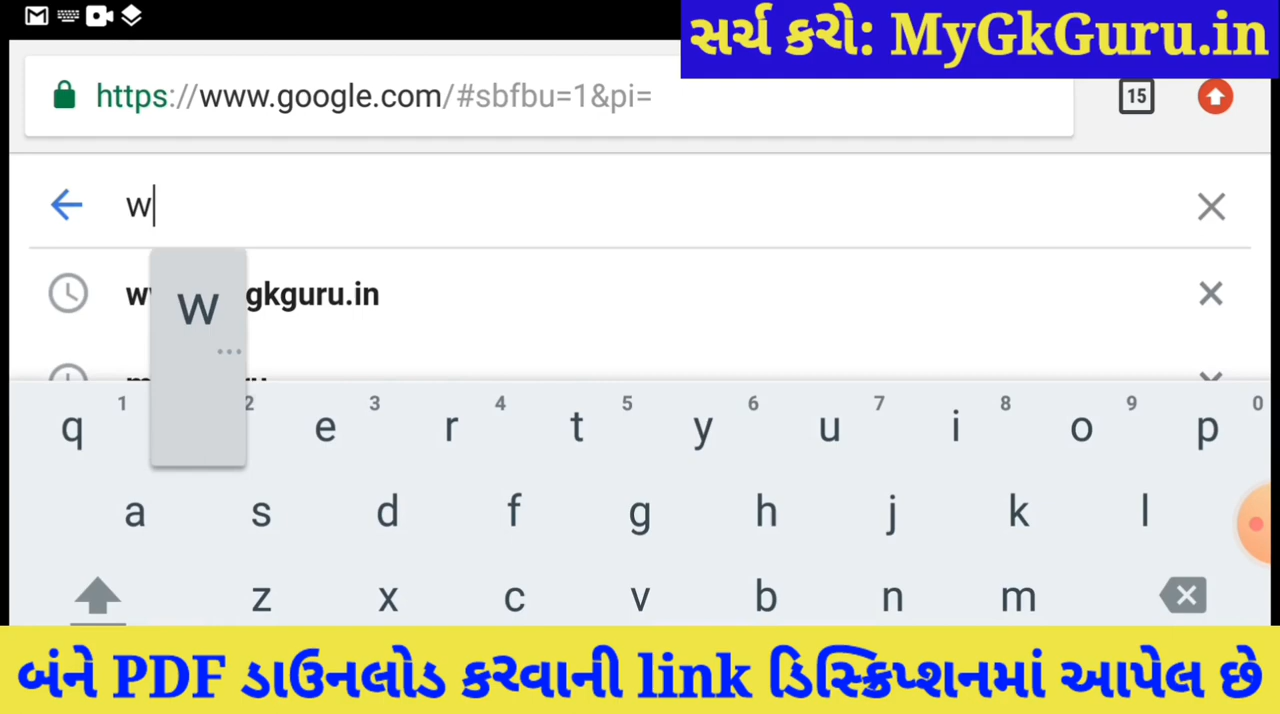 સર્ચ કરો: MyGkGuru.in
https://www.google.com/#sbfbu=1&pi=
15
w
gkguru.in
w
1 2 3 4 5 6 7 8 9 0
q e r t y u i o p
a s d f g h j k l
z x c v b n m
બંને PDF ડાઉનલોડ કરવાની link ડિસ્ક્રિપ્શનમાં આપેલ છે